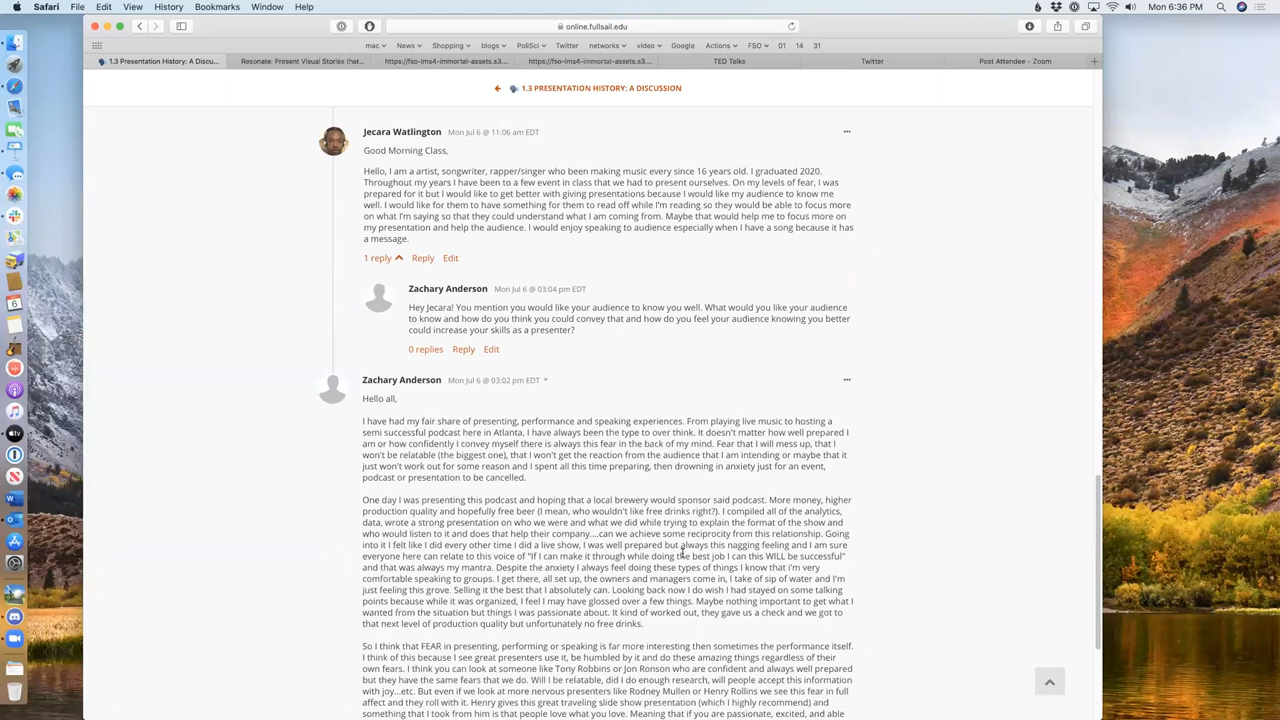 Safari File Edit View History Bookmarks Window Help
Mon 6:36 PM
online.fullsail.edu
mac News Shopping blogs PoliSci Twitter networks video Google Actions FSO 01 14 31
🗣 1.3 Presentation History: A Discu... Resonate: Present Visual Stories that... https://fso-lms4-immortal-assets.s3.... https://fso-lms4-immortal-assets.s3.... TED Talks Twitter Post Attendee - Zoom
🗣 1.3 PRESENTATION HISTORY: A DISCUSSION
Jecara Watlington Mon Jul 6 @ 11:06 am EDT
Good Morning Class,
Hello, I am a artist, songwriter, rapper/singer who been making music every since 16 years old. I graduated 2020.
Throughout my years I have been to a few event in class that we had to present ourselves. On my levels of fear, I was
prepared for it but I would like to get better with giving presentations because I would like my audience to know me
well. I would like for them to have something for them to read off while I'm reading so they would be able to focus more
on what I'm saying so that they could understand what I am coming from. Maybe that would help me to focus more on
my presentation and help the audience. I would enjoy speaking to audience especially when I have a song because it has
a message.
1 reply Reply Edit
Zachary Anderson Mon Jul 6 @ 03:04 pm EDT
Hey Jecara! You mention you would like your audience to know you well. What would you like your audience
to know and how do you think you could convey that and how do you feel your audience knowing you better
could increase your skills as a presenter?
0 replies Reply Edit
Zachary Anderson Mon Jul 6 @ 03:02 pm EDT *
Hello all,
I have had my fair share of presenting, performance and speaking experiences. From playing live music to hosting a
semi successful podcast here in Atlanta, I have always been the type to over think. It doesn't matter how well prepared I
am or how confidently I convey myself there is always this fear in the back of my mind. Fear that I will mess up, that I
won't be relatable (the biggest one), that I won't get the reaction from the audience that I am intending or maybe that it
just won't work out for some reason and I spent all this time preparing, then drowning in anxiety just for an event,
podcast or presentation to be cancelled.
One day I was presenting this podcast and hoping that a local brewery would sponsor said podcast. More money, higher
production quality and hopefully free beer (I mean, who wouldn't like free drinks right?). I compiled all of the analytics,
data, wrote a strong presentation on who we were and what we did while trying to explain the format of the show and
who would listen to it and does that help their company....can we achieve some reciprocity from this relationship. Going
into it I felt like I did every other time I did a live show, I was well prepared but always this nagging feeling and I am sure
everyone here can relate to this voice of "If I can make it through while doing the best job I can this WILL be successful"
and that was always my mantra. Despite the anxiety I always feel doing these types of things I know that i'm very
comfortable speaking to groups. I get there, all set up, the owners and managers come in, I take of sip of water and I'm
just feeling this grove. Selling it the best that I absolutely can. Looking back now I do wish I had stayed on some talking
points because while it was organized, I feel I may have glossed over a few things. Maybe nothing important to get what I
wanted from the situation but things I was passionate about. It kind of worked out, they gave us a check and we got to
that next level of production quality but unfortunately no free drinks.
So I think that FEAR in presenting, performing or speaking is far more interesting then sometimes the performance itself.
I think of this because I see great presenters use it, be humbled by it and do these amazing things regardless of their
own fears. I think you can look at someone like Tony Robbins or Jon Ronson who are confident and always well prepared
but they have the same fears that we do. Will I be relatable, did I do enough research, will people accept this information
with joy...etc. But even if we look at more nervous presenters like Rodney Mullen or Henry Rollins we see this fear in full
affect and they roll with it. Henry gives this great traveling slide show presentation (which I highly recommend) and
something that I took from him is that people love what you love. Meaning that if you are passionate, excited, and able